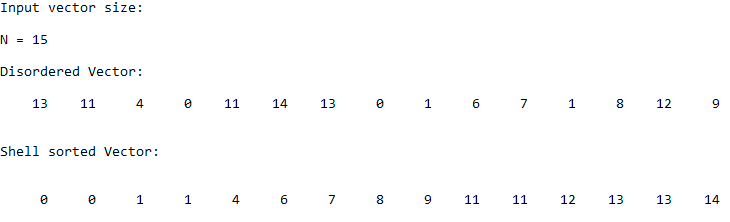 Input vector size:
N = 15
Disordered Vector:
13 11 4 0 11 14 13 0 1 6 7 1 8 12 9
Shell sorted Vector:
0 0 1 1 4 6 7 8 9 11 11 12 13 13 14